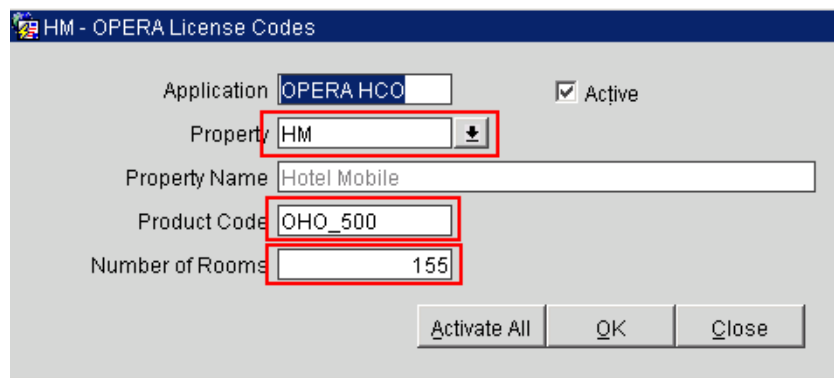 HM - OPERA License Codes
Application OPERA HCO Active
Property HM
Property Name Hotel Mobile
Product Code OHO_500
Number of Rooms 155
Activate All OK Close